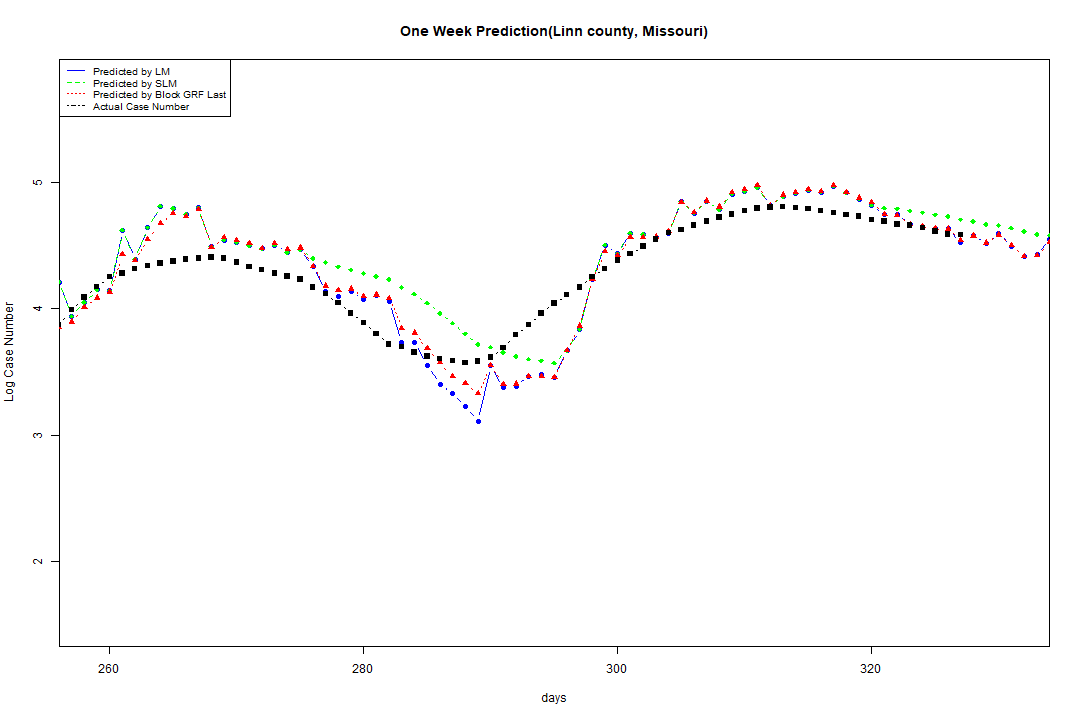 One Week Prediction(Linn county, Missouri)
Predicted by LM
Predicted by SLM
Predicted by Block GRF Last
Actual Case Number
5
4
3
2
Log Case Number
260 280 300 320
days